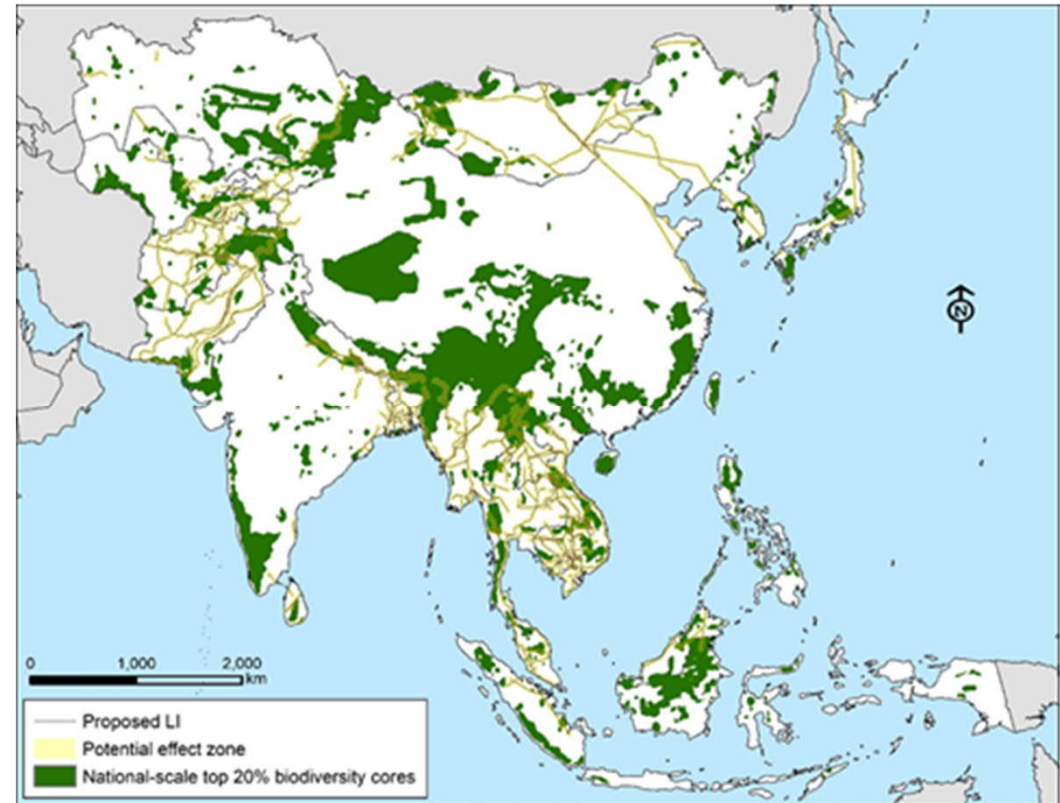 N
0 1,000 2,000
km
Proposed LI
Potential effect zone
National-scale top 20% biodiversity cores